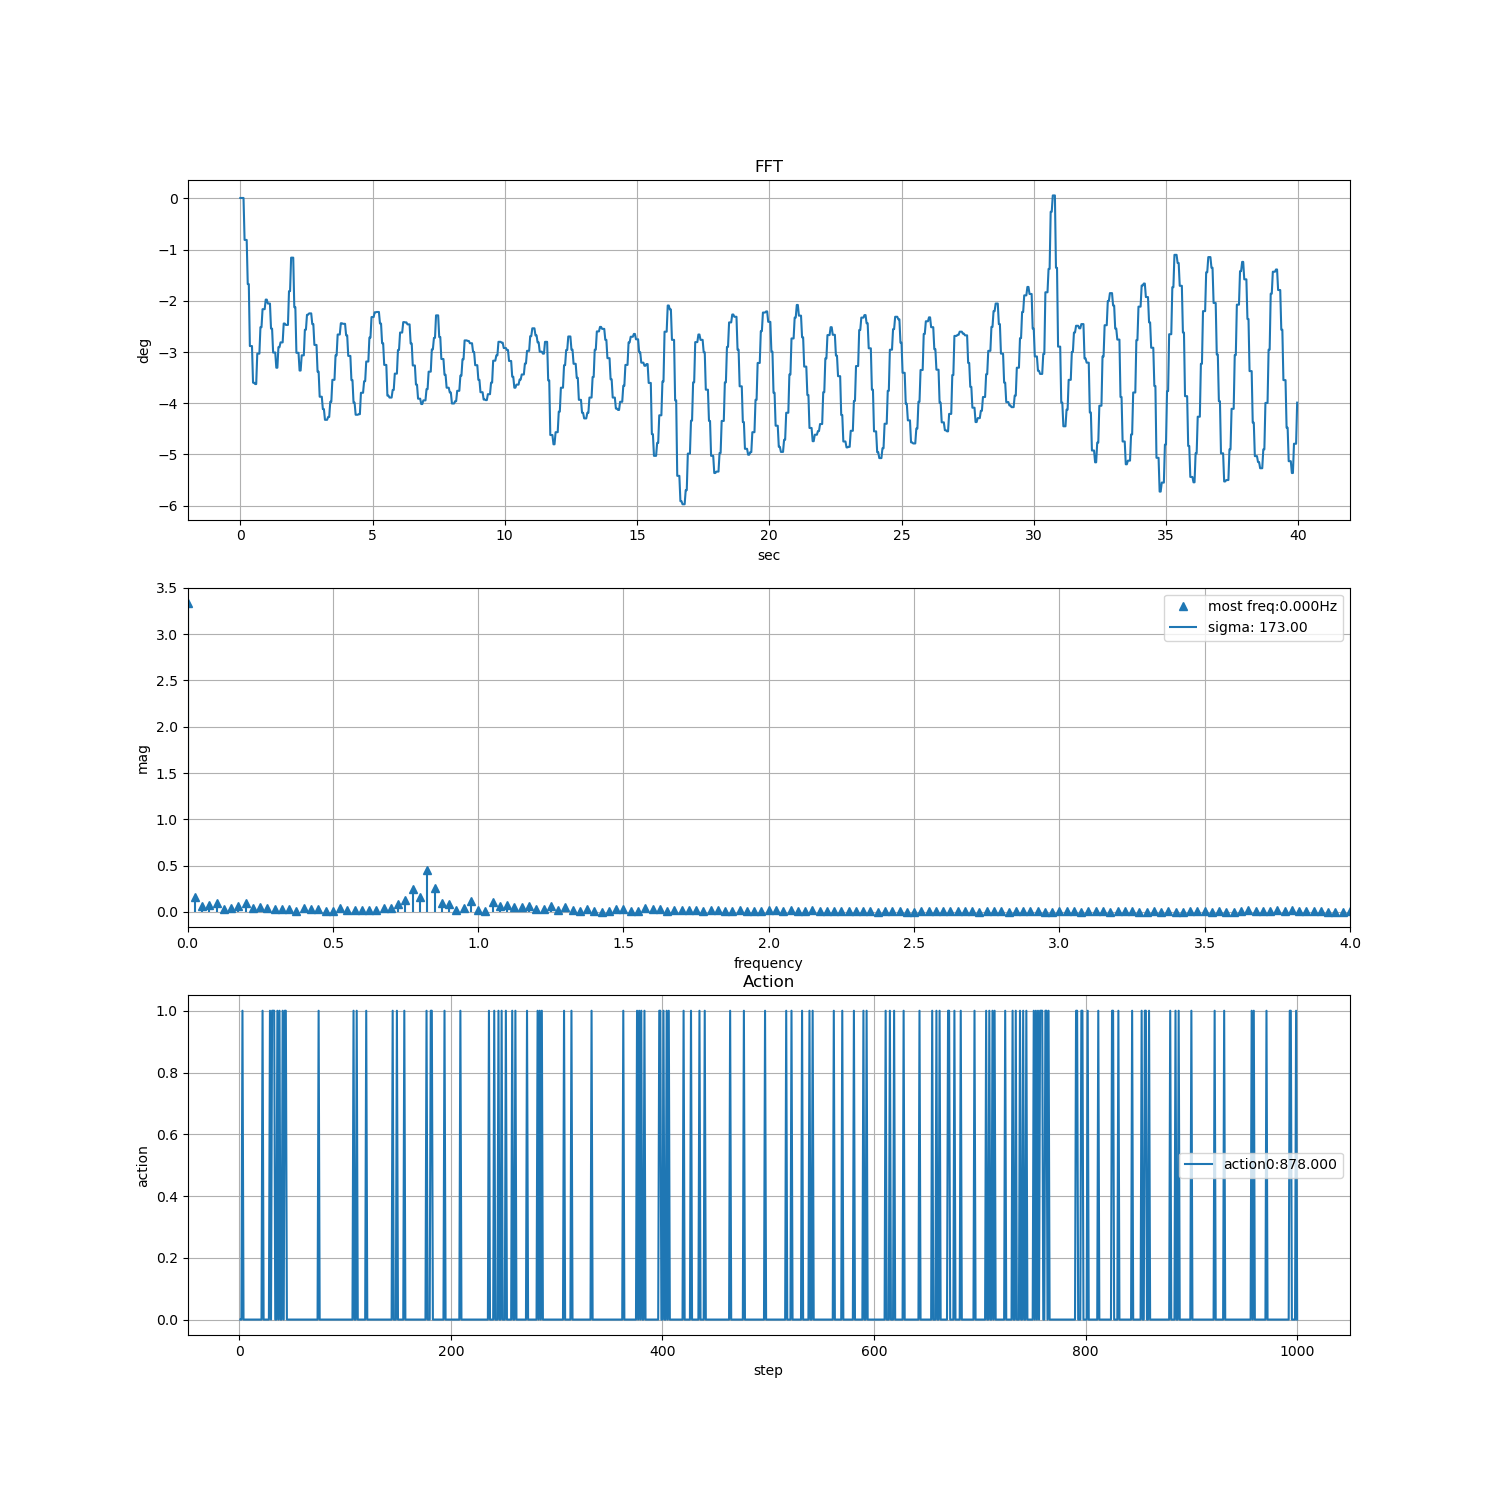 FFT
0
−1
−2
−3
−4
−5
−6
deg
0 5 10 15 20 25 30 35 40
sec
3.5
3.0
2.5
2.0
1.5
1.0
0.5
0.0
mag
most freq:0.000Hz
sigma: 173.00
0.0 0.5 1.0 1.5 2.0 2.5 3.0 3.5 4.0
frequency
Action
1.0
0.8
0.6
0.4
0.2
0.0
action
action0:878.000
0 200 400 600 800 1000
step